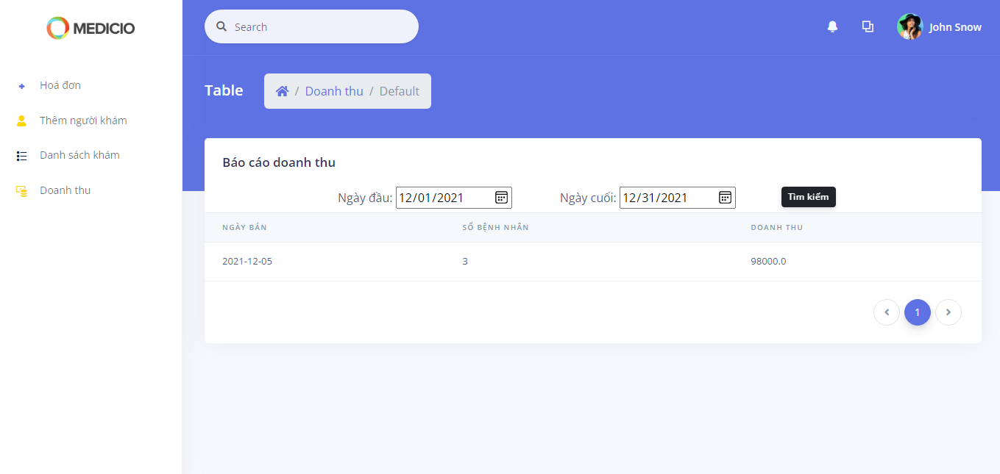 MEDICIO
Search
John Snow
Hoá đơn
Thêm người khám
Danh sách khám
Doanh thu
Table
/ Doanh thu / Default
Báo cáo doanh thu
Ngày đầu: 12/01/2021 Ngày cuối: 12/31/2021 Tìm kiếm
NGÀY BÁN SỐ BỆNH NHÂN DOANH THU
2021-12-05 3 98000.0
1